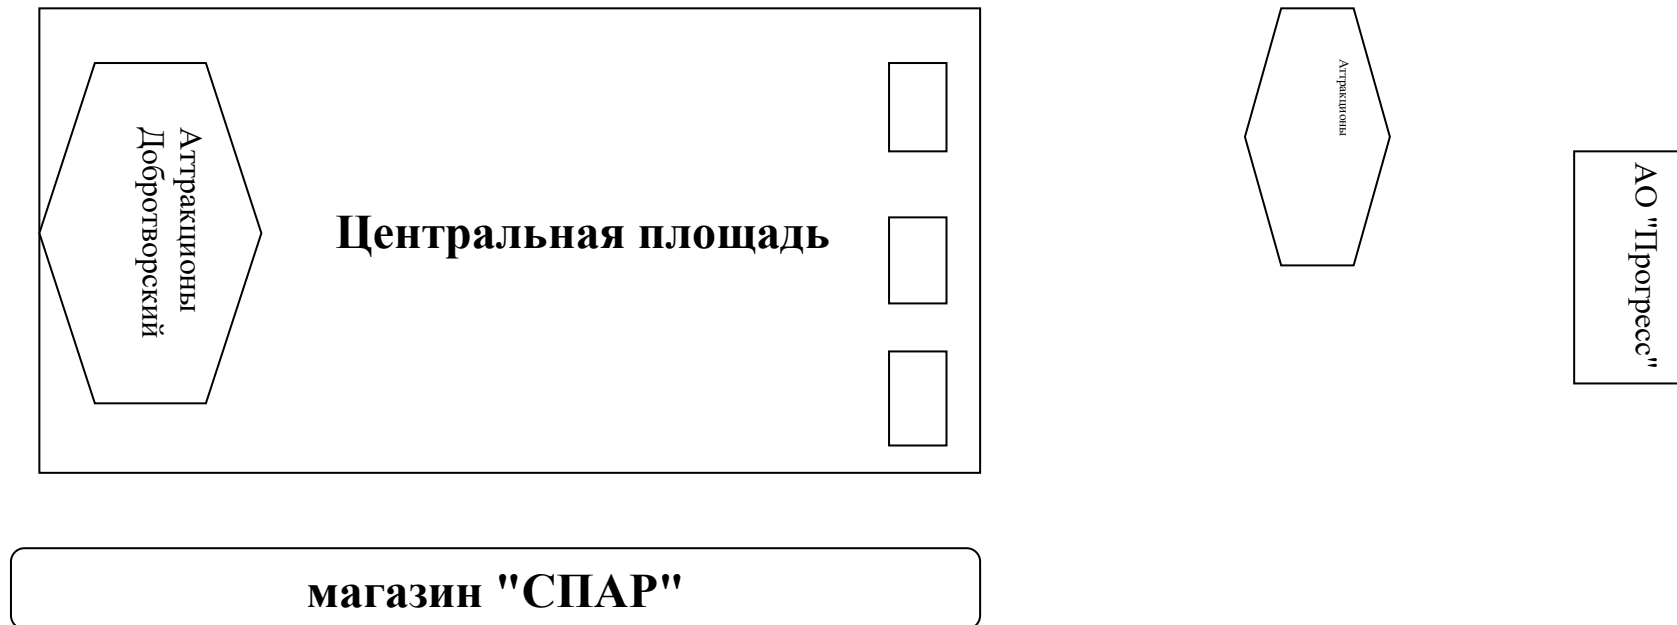 Аттракционы
Добротворский
Центральная площадь
Аттракционы
АО "Прогресс"
магазин "СПАР"